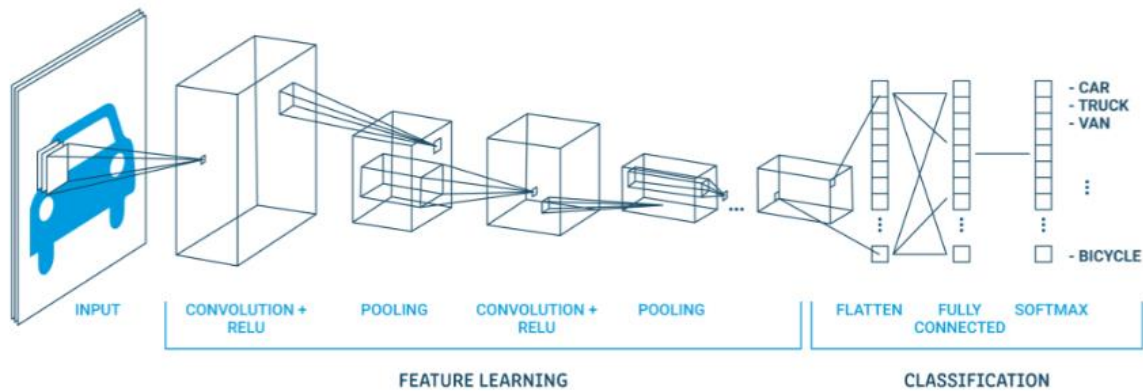 - CAR
- TRUCK
- VAN
- BICYCLE
INPUT
CONVOLUTION +
RELU
POOLING
CONVOLUTION +
RELU
POOLING
FLATTEN
FULLY
CONNECTED
SOFTMAX
FEATURE LEARNING
CLASSIFICATION